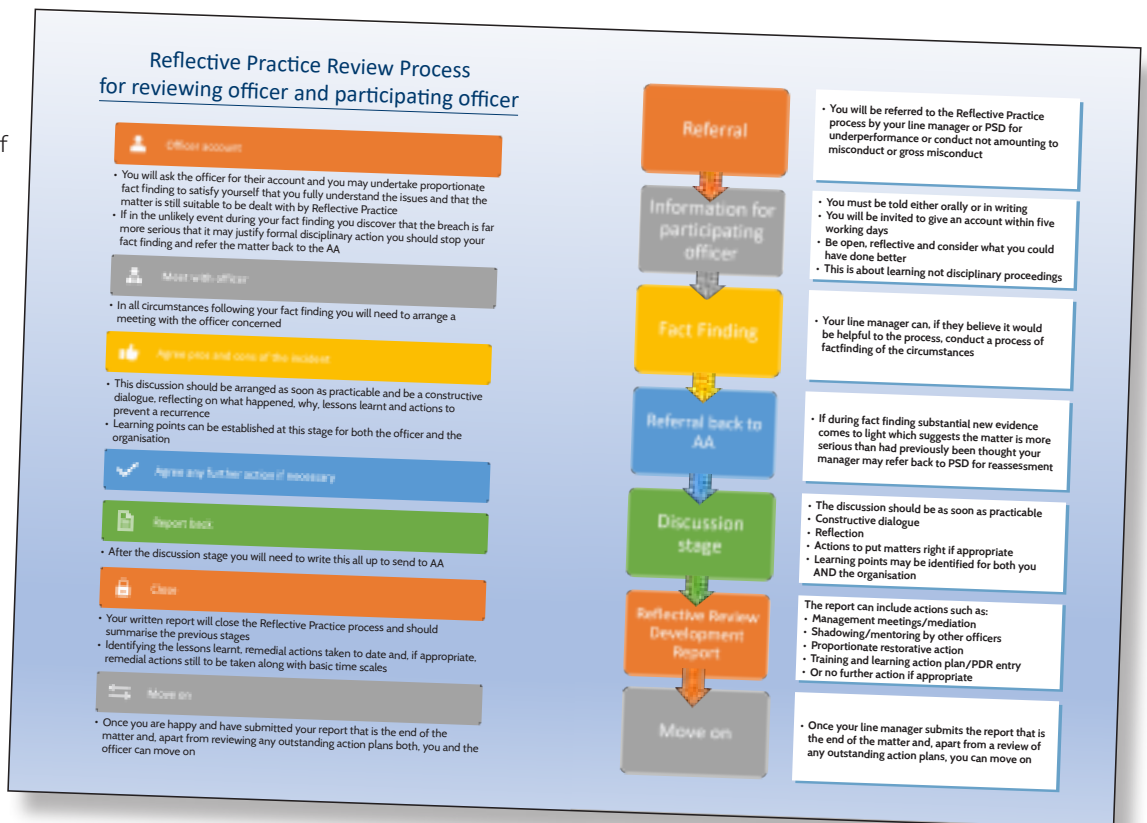 f
Reflective Practice Review Process
for reviewing officer and participating officer
Officer account
• You will ask the officer for their account and you may undertake proportionate
fact finding to satisfy yourself that you fully understand the issues and that the
matter is still suitable to be dealt with by Reflective Practice
• If in the unlikely event during your fact finding you discover that the breach is far
more serious that it may justify formal disciplinary action you should stop your
fact finding and refer the matter back to the AA
Meet with officer
• In all circumstances following your fact finding you will need to arrange a
meeting with the officer concerned
Agree pros and cons of the incident
• This discussion should be arranged as soon as practicable and be a constructive
dialogue, reflecting on what happened, why, lessons learnt and actions to
prevent a recurrence
• Learning points can be established at this stage for both the officer and the
organisation
Agree any further action if necessary
Report back
• After the discussion stage you will need to write this all up to send to AA
Close
• Your written report will close the Reflective Practice process and should
summarise the previous stages
• Identifying the lessons learnt, remedial actions taken to date and, if appropriate,
remedial actions still to be taken along with basic time scales
Move on
• Once you are happy and have submitted your report that is the end of the
matter and, apart from reviewing any outstanding action plans both, you and the
officer can move on
Referral
• You will be referred to the Reflective Practice
process by your line manager or PSD for
underperformance or conduct not amounting to
misconduct or gross misconduct
Information for
participating
officer
• You must be told either orally or in writing
• You will be invited to give an account within five
working days
• Be open, reflective and consider what you could
have done better
• This is about learning not disciplinary proceedings
Fact Finding
• Your line manager can, if they believe it would
be helpful to the process, conduct a process of
factfinding of the circumstances
Referral back to
AA
• If during fact finding substantial new evidence
comes to light which suggests the matter is more
serious than had previously been thought your
manager may refer back to PSD for reassessment
Discussion
stage
• The discussion should be as soon as practicable
• Constructive dialogue
• Reflection
• Actions to put matters right if appropriate
• Learning points may be identified for both you
AND the organisation
Reflective Review
Development
Report
The report can include actions such as:
• Management meetings/mediation
• Shadowing/mentoring by other officers
• Proportionate restorative action
• Training and learning action plan/PDR entry
• Or no further action if appropriate
Move on
• Once your line manager submits the report that is
the end of the matter and, apart from a review of
any outstanding action plans, you can move on